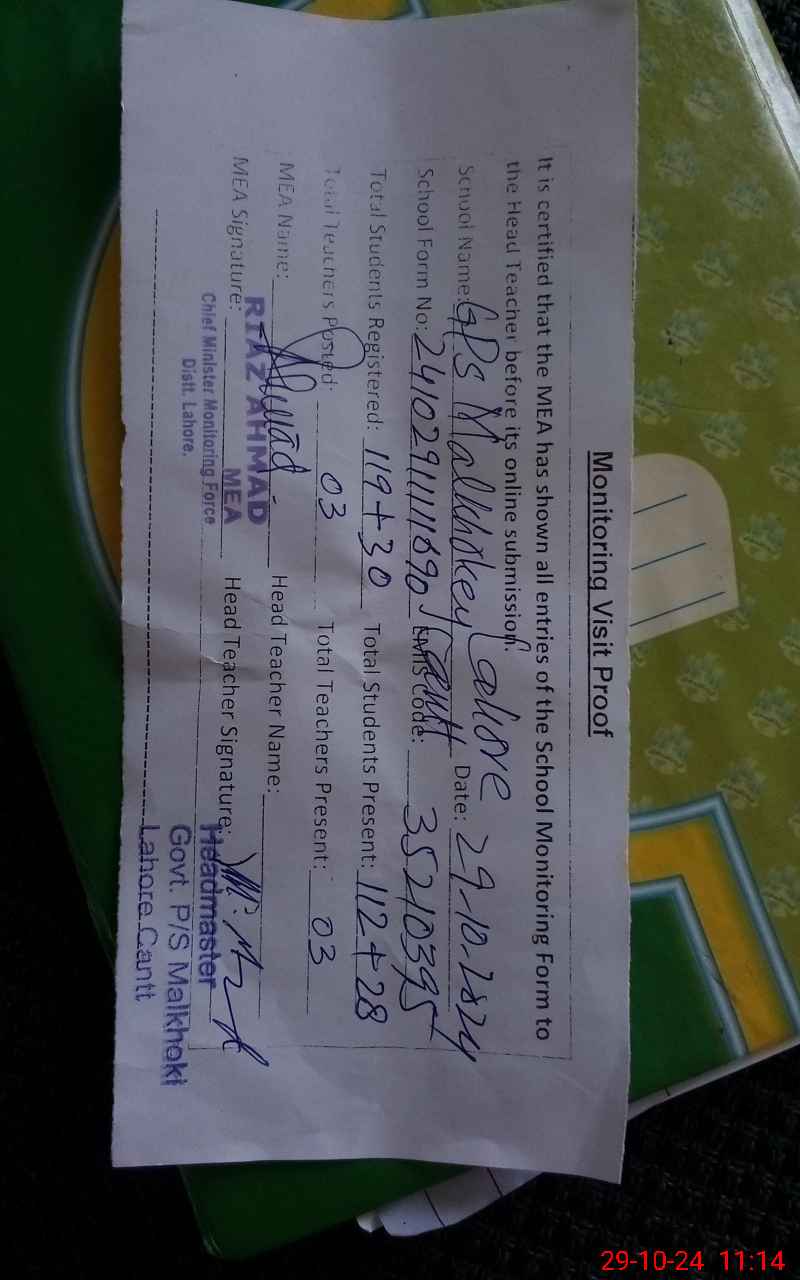 Monitoring Visit Proof
It is certified that the MEA has shown all entries of the School Monitoring Form to
the Head Teacher before its online submission.
School Name: GPS Malkhokey Lahore Cantt Date: 29-10-2024
School Form No: 2410291111890 EMIS Code: 35210395
Total Students Registered: 119+30 Total Students Present: 112+28
Total Teachers Posted: 03 Total Teachers Present: 03
MEA Name: Head Teacher Name:
MEA Signature: Head Teacher Signature:
RIAZ AHMAD
MEA
Chief Minister Monitoring Force
Distt. Lahore.
Headmaster
Govt. P/S Malkhoki
Lahore Cantt
29-10-24 11:14